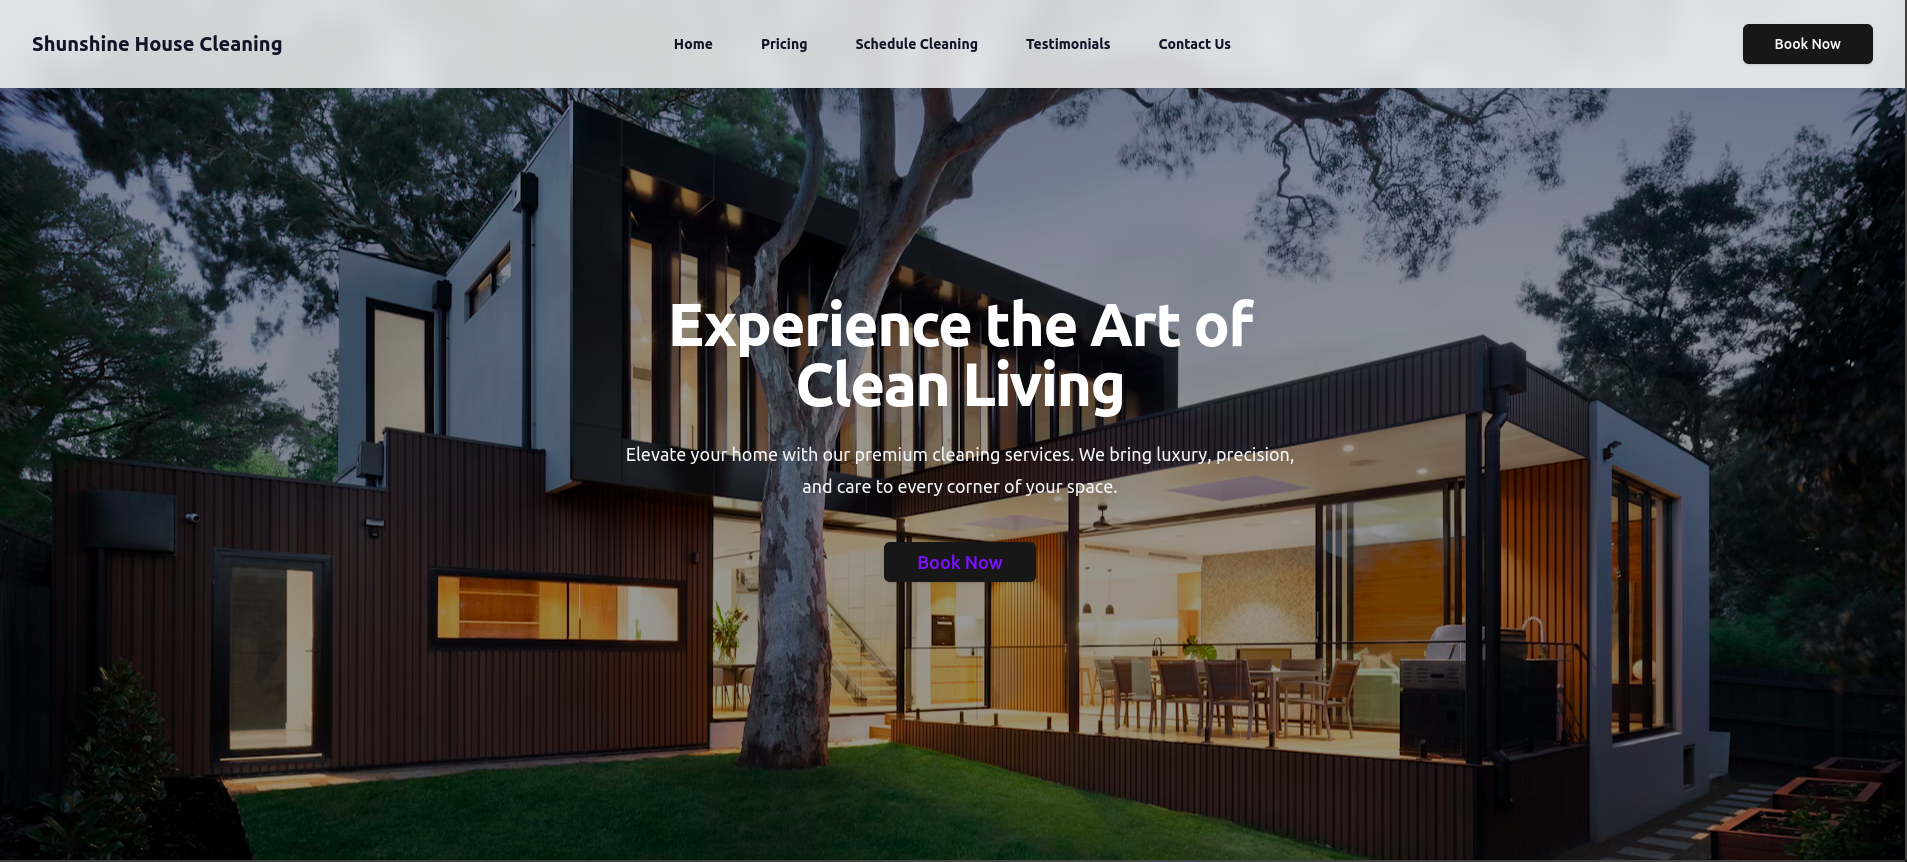 Shunshine House Cleaning
Home
Pricing
Schedule Cleaning
Testimonials
Contact Us
Book Now
Experience the Art of
Clean Living
Elevate your home with our premium cleaning services. We bring luxury, precision,
and care to every corner of your space.
Book Now